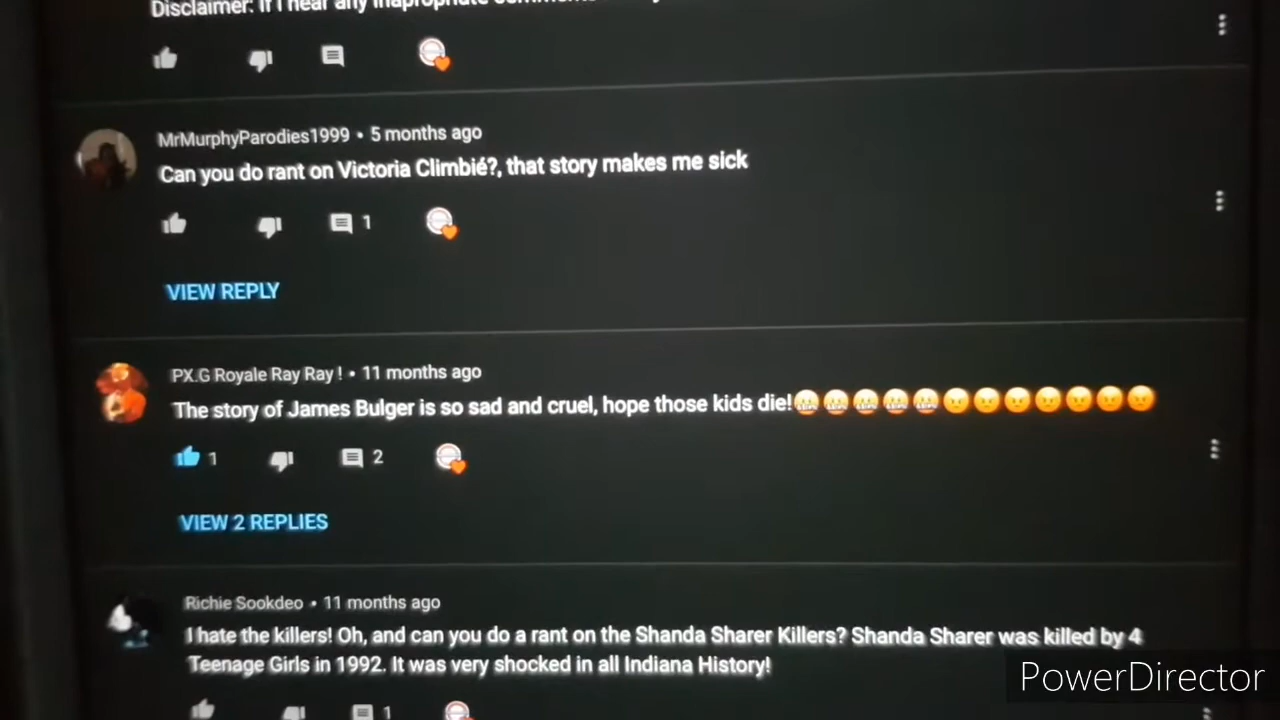 Disclaimer: If I hear any
MrMurphyParodies1999 • 5 months ago
Can you do rant on Victoria Climbié?, that story makes me sick
1
VIEW REPLY
PX.G Royale Ray Ray ! • 11 months ago
The story of James Bulger is so sad and cruel, hope those kids die!🤬🤬🤬🤬🤬😠😠😠😠😠😠😠
1 2
VIEW 2 REPLIES
Richie Sookdeo • 11 months ago
I hate the killers! Oh, and can you do a rant on the Shanda Sharer Killers? Shanda Sharer was killed by 4
Teenage Girls in 1992. It was very shocked in all Indiana History!
1
PowerDirector